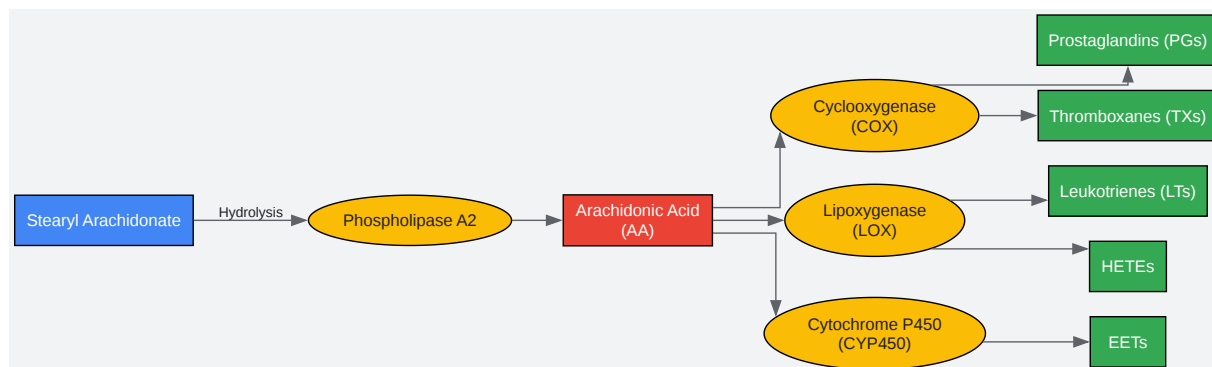 Stearyl Arachidonate
Hydrolysis
Phospholipase A2
Arachidonic Acid
(AA)
Cyclooxygenase
(COX)
Lipoxygenase
(LOX)
Cytochrome P450
(CYP450)
Prostaglandins (PGs)
Thromboxanes (TXs)
Leukotrienes (LTs)
HETEs
EETs